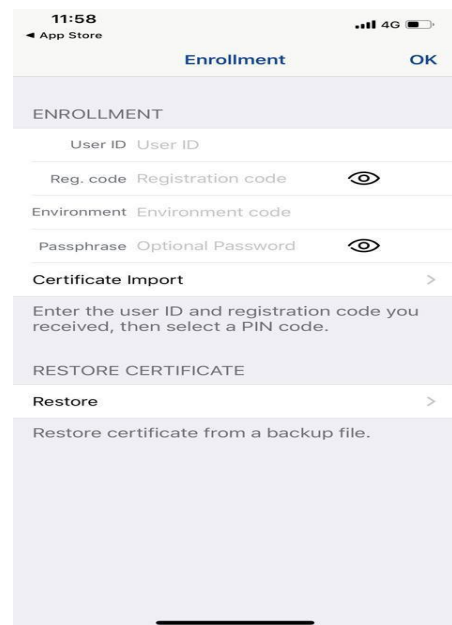 11:58
4G
◀ App Store
Enrollment OK
ENROLLMENT
User ID User ID
Reg. code Registration code
Environment Environment code
Passphrase Optional Password
Certificate Import >
Enter the user ID and registration code you
received, then select a PIN code.
RESTORE CERTIFICATE
Restore >
Restore certificate from a backup file.